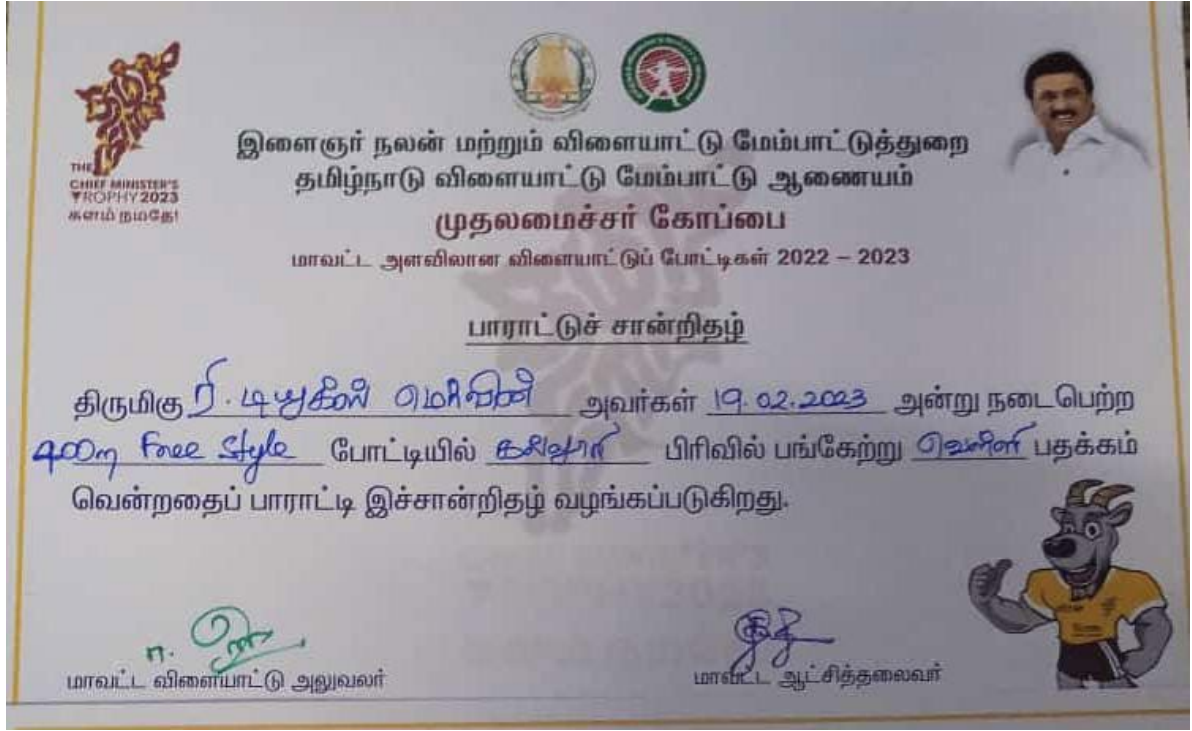 THE
CHIEF MINISTER'S
TROPHY 2023
களம் நமதே!
இளைஞர் நலன் மற்றும் விளையாட்டு மேம்பாட்டுத்துறை
தமிழ்நாடு விளையாட்டு மேம்பாட்டு ஆணையம்
முதலமைச்சர் கோப்பை
மாவட்ட அளவிலான விளையாட்டுப் போட்டிகள் 2022 – 2023
பாராட்டுச் சான்றிதழ்
திருமிகு ரி. டியூகின் மெர்வின் அவர்கள் 19.02.2023 அன்று நடைபெற்ற
400m Free Style போட்டியில் கல்லூரி பிரிவில் பங்கேற்று வெள்ளி பதக்கம்
வென்றதைப் பாராட்டி இச்சான்றிதழ் வழங்கப்படுகிறது.
மாவட்ட விளையாட்டு அலுவலர்
மாவட்ட ஆட்சித்தலைவர்